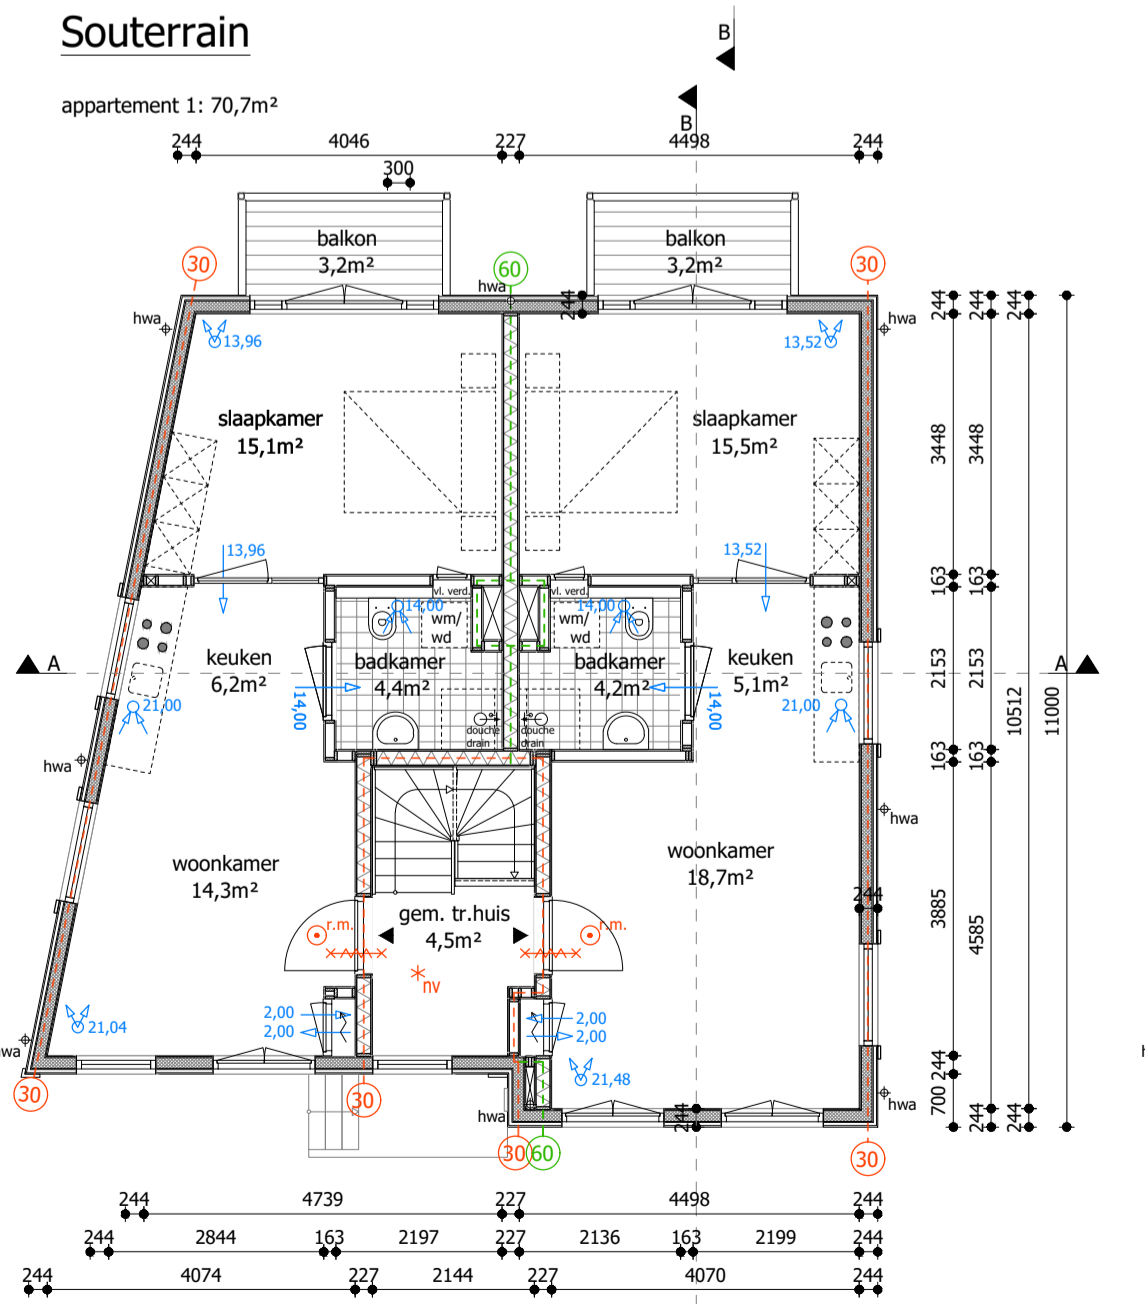 Souterrain
B
appartement 1: 70,7m²
B
244 4046 227 4498 244
300
balkon
3,2m²
balkon
3,2m²
30
60
30
hwa
hwa
hwa
244
244 244 244
13,96
13,52
slaapkamer
15,1m²
slaapkamer
15,5m²
3448 3448
13,96
13,52
163 163
vl. verd.
vl. verd.
14,00
14,00
wm/
wd
wm/
wd
keuken
6,2m²
badkamer
4,4m²
badkamer
4,2m²
keuken
5,1m²
A
A
2153 2153
10512
11000
21,00
14,00
14,00
21,00
douche
drain
douche
drain
hwa
163 163
hwa
woonkamer
14,3m²
woonkamer
18,7m²
244
3885
4585
gem. tr.huis
4,5m²
r.m.
r.m.
nv
2,00
2,00
2,00
2,00
21,04
21,48
244
700
244 244
244
hwa
hwa
30
30
30
60
30
244 4739 227 4498 244
244 2844 163 2197 227 2136 163 2199 244
244 4074 227 2144 227 4070 244